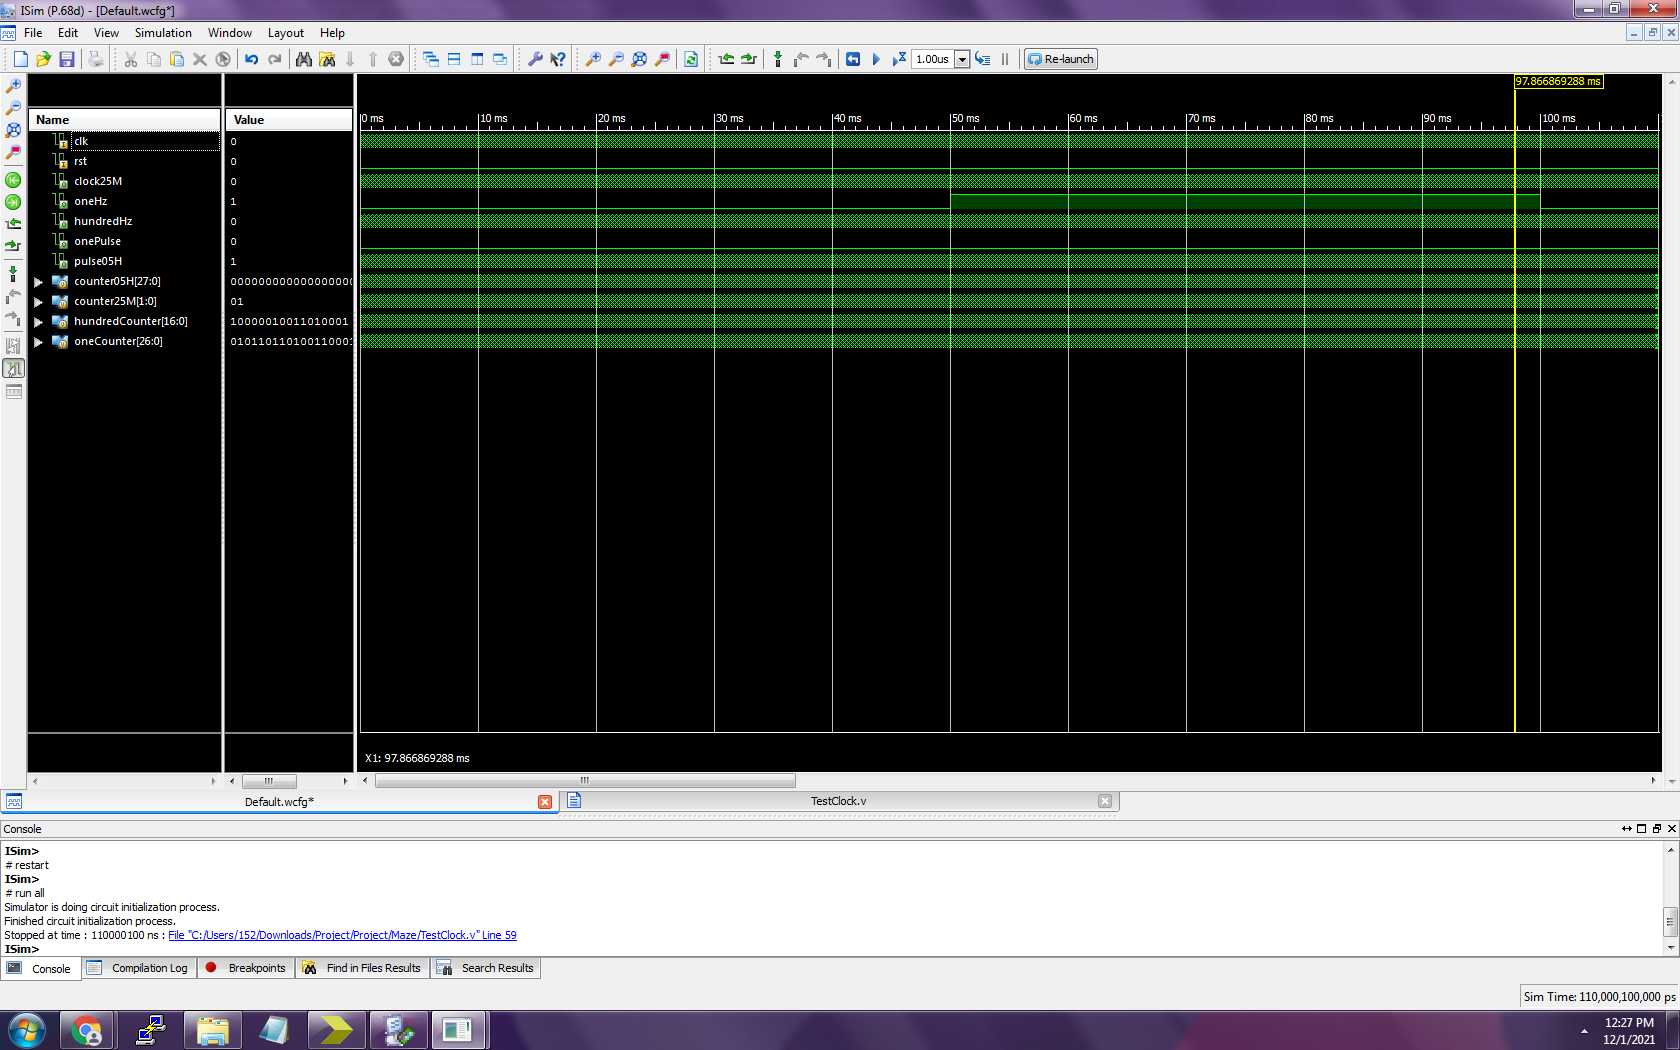 ISim (P.68d) - [Default.wcfg*]
File Edit View Simulation Window Layout Help
1.00us Re-launch
97.866869288 ms
Name Value
0 ms 10 ms 20 ms 30 ms 40 ms 50 ms 60 ms 70 ms 80 ms 90 ms 100 ms
clk 0
rst 0
clock25M 0
oneHz 1
hundredHz 0
onePulse 0
pulse05H 1
counter05H[27:0]
counter25M[1:0] 01
hundredCounter[16:0] 10000010011010001
oneCounter[26:0] 01011011010011000
X1: 97.866869288 ms
Default.wcfg* TestClock.v
Console
ISim>
# restart
ISim>
# run all
Simulator is doing circuit initialization process.
Finished circuit initialization process.
Stopped at time : 110000100 ns : File "C:/Users/152/Downloads/Project/Project/Maze/TestClock.v" Line 59
ISim>
Console Compilation Log Breakpoints Find in Files Results Search Results
Sim Time: 110,000,100,000 ps
12:27 PM
12/1/2021